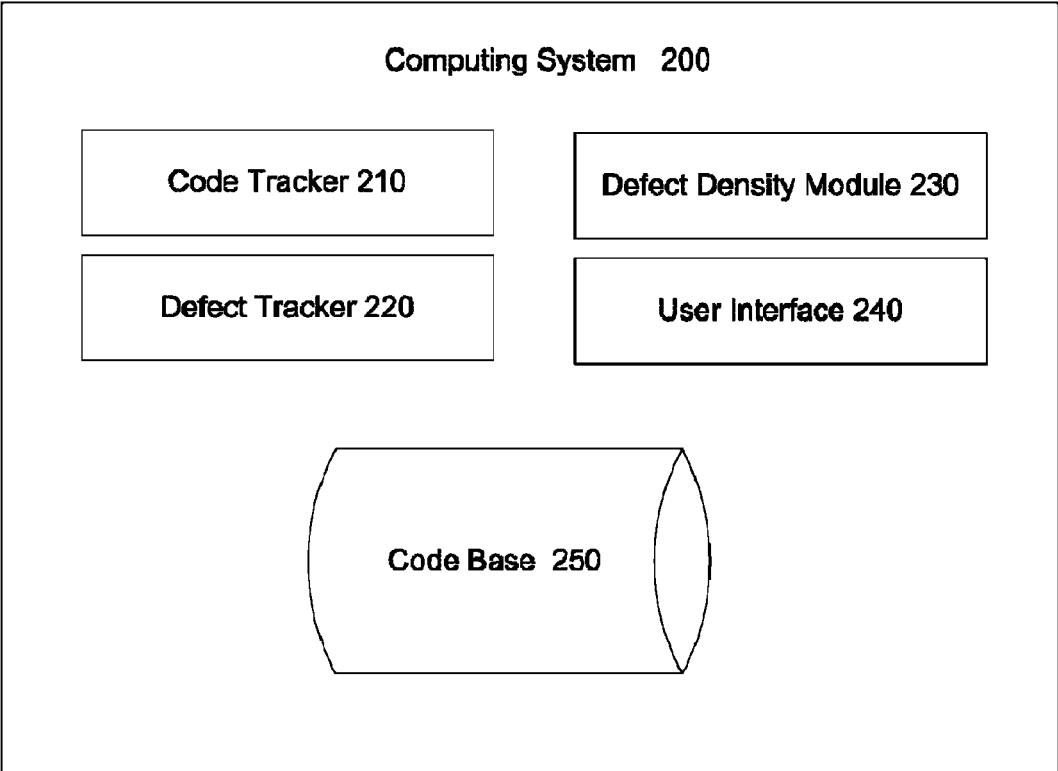 Computing System 200
Code Tracker 210
Defect Density Module 230
Defect Tracker 220
User Interface 240
Code Base 250